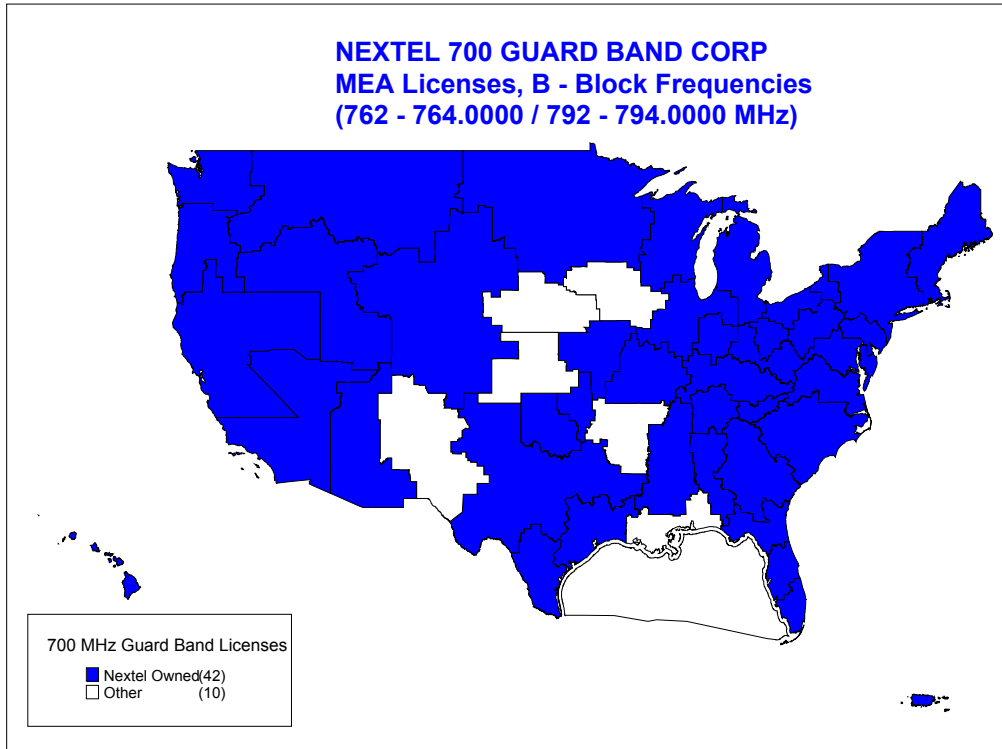 NEXTEL 700 GUARD BAND CORP
MEA Licenses, B - Block Frequencies
(762 - 764.0000 / 792 - 794.0000 MHz)
700 MHz Guard Band Licenses
Nextel Owned(42)
Other (10)